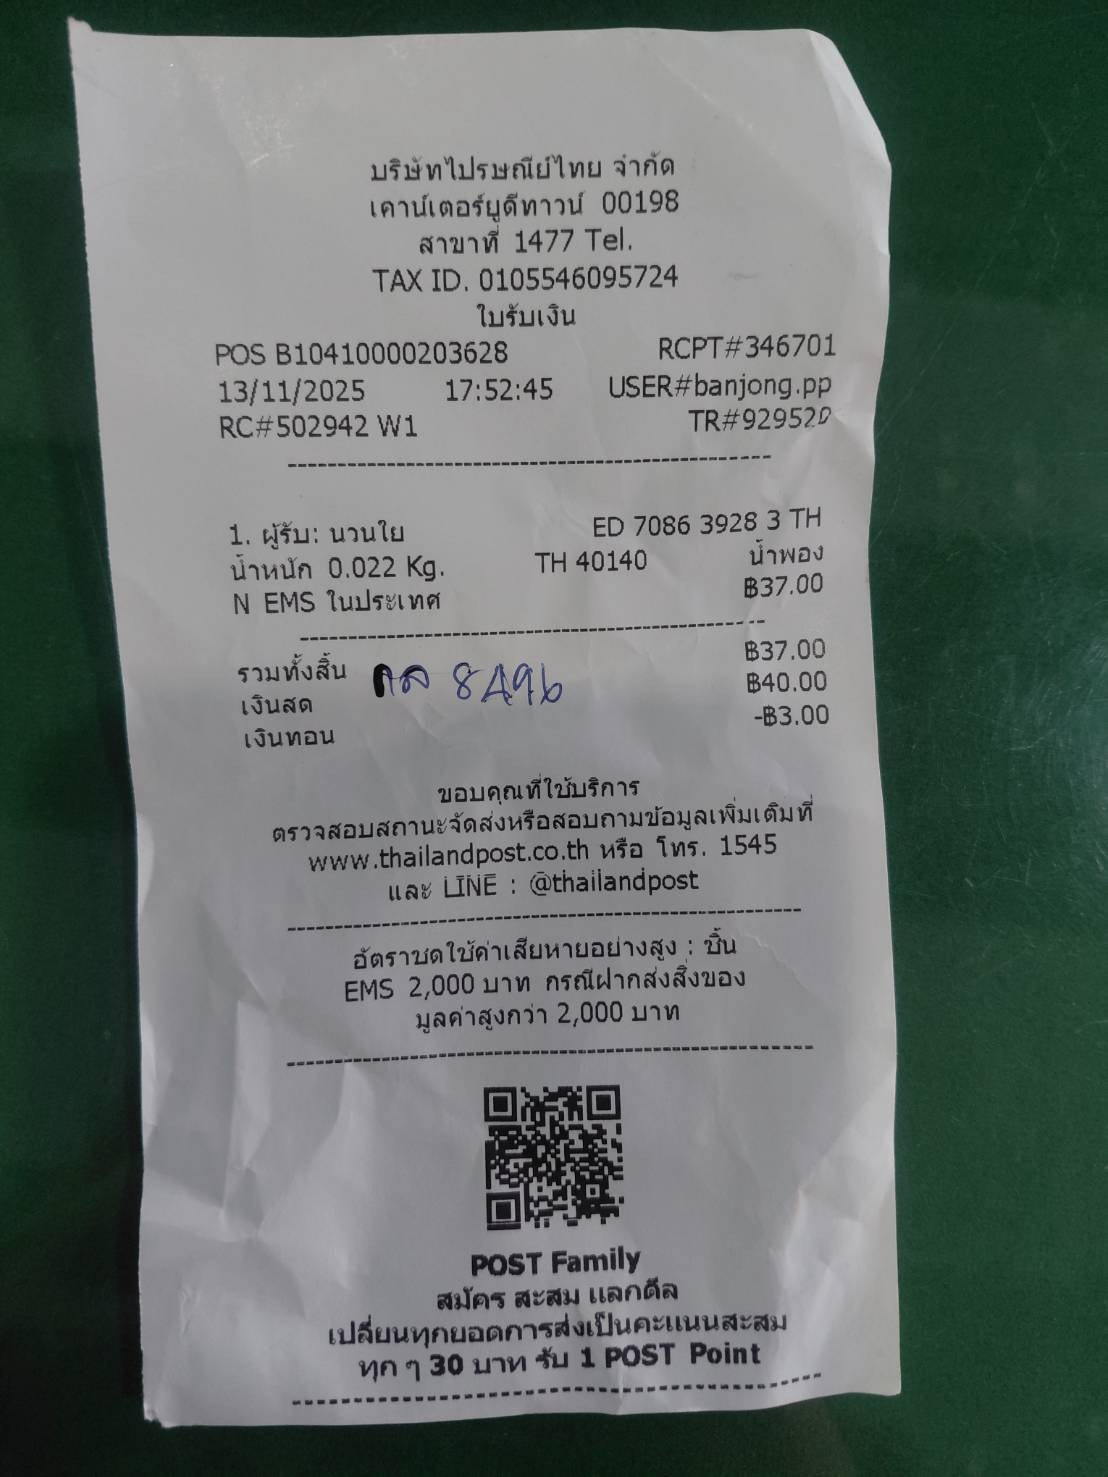 บริษัทไปรษณีย์ไทย จำกัด
เคาน์เตอร์ยูดีทาวน์ 00198
สาขาที่ 1477 Tel.
TAX ID. 0105546095724
ใบรับเงิน
POS B10410000203628 RCPT#346701
13/11/2025 17:52:45 USER#banjong.pp
RC#502942 W1 TR#929520
1. ผู้รับ: นวนใย ED 7086 3928 3 TH
น้ำหนัก 0.022 Kg. TH 40140 น้ำพอง
N EMS ในประเทศ ฿37.00
รวมทั้งสิ้น ฿37.00
เงินสด ฿40.00
เงินทอน -฿3.00
กล 8496
ขอบคุณที่ใช้บริการ
ตรวจสอบสถานะจัดส่งหรือสอบถามข้อมูลเพิ่มเติมที่
www.thailandpost.co.th หรือ โทร. 1545
และ LINE : @thailandpost
อัตราชดใช้ค่าเสียหายอย่างสูง : ชิ้น
EMS 2,000 บาท กรณีฝากส่งสิ่งของ
มูลค่าสูงกว่า 2,000 บาท
POST Family
สมัคร สะสม แลกดีล
เปลี่ยนทุกยอดการส่งเป็นคะแนนสะสม
ทุก ๆ 30 บาท รับ 1 POST Point